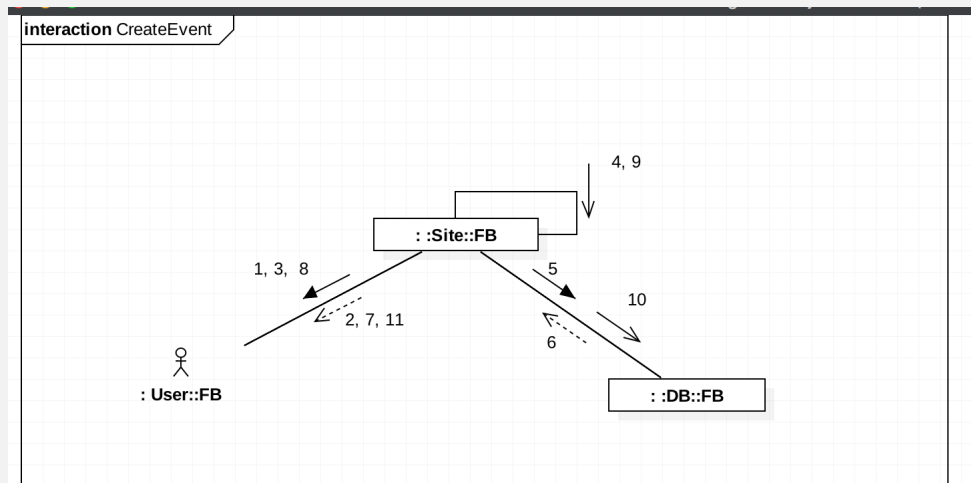 interaction CreateEvent
4, 9
: :Site::FB
1, 3, 8
5
10
2, 7, 11
6
: User::FB
: :DB::FB